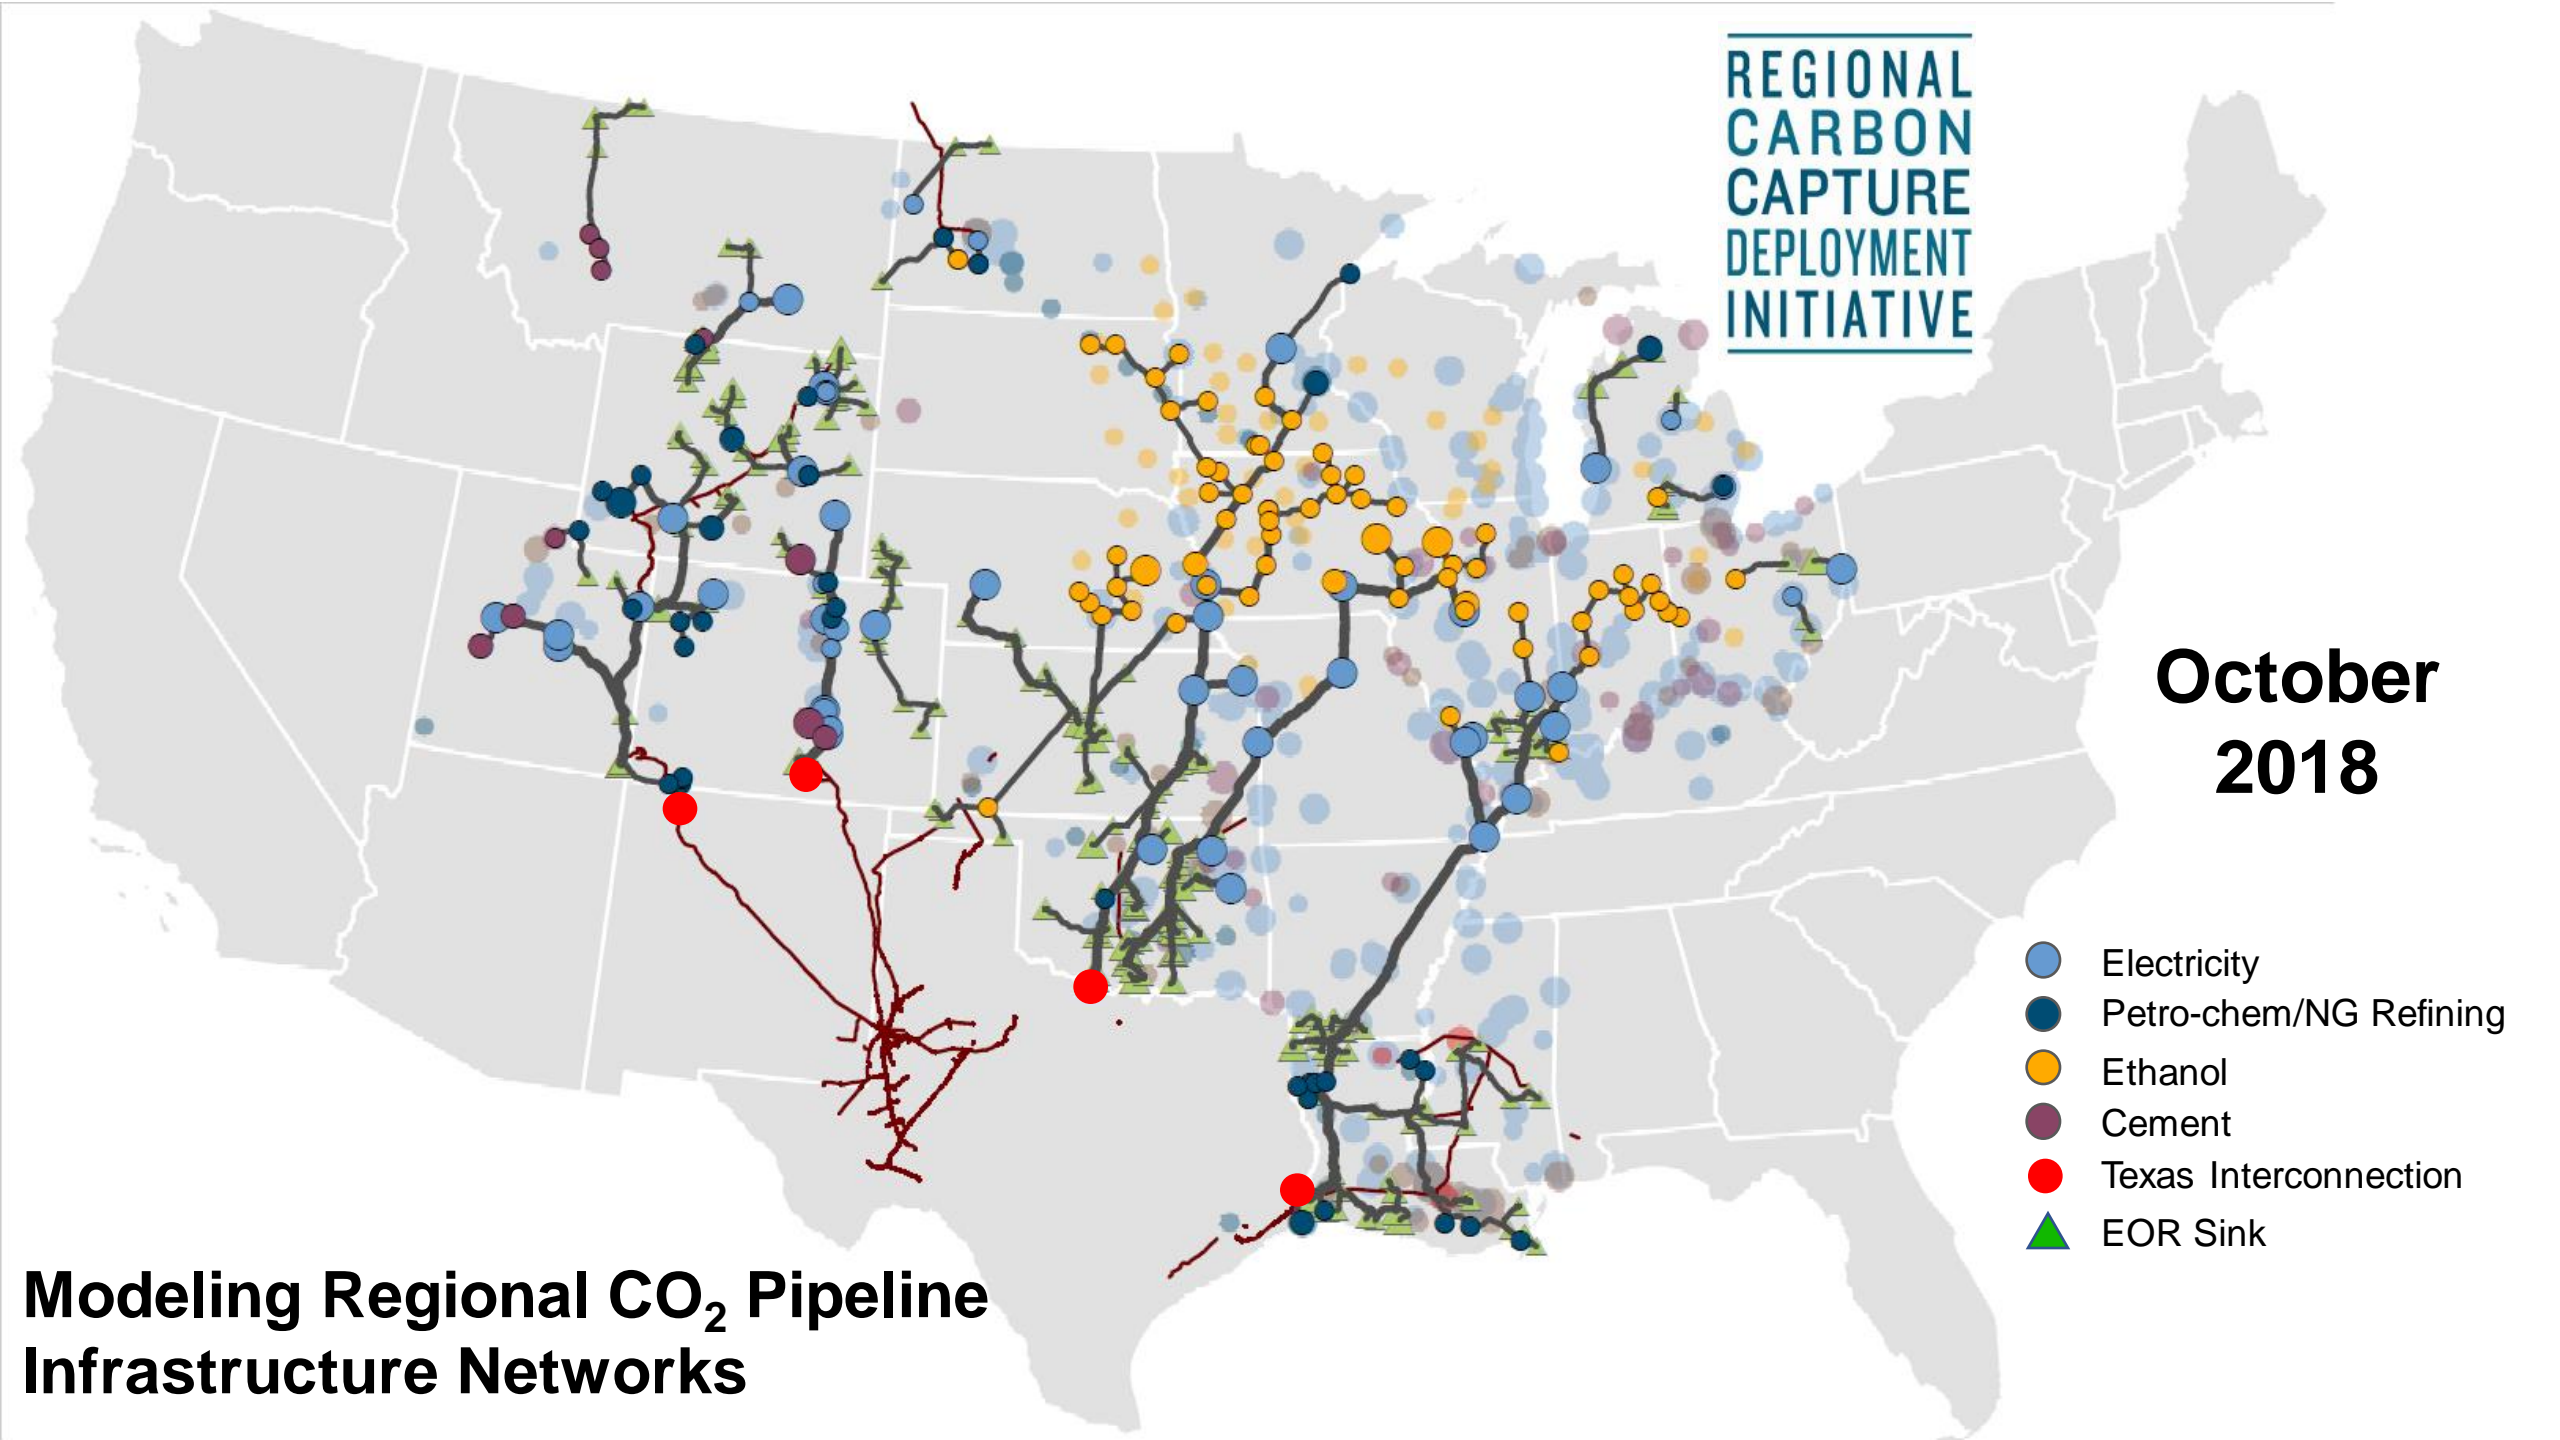 REGIONAL
CARBON
CAPTURE
DEPLOYMENT
INITIATIVE
October
2018
Electricity
Petro-chem/NG Refining
Ethanol
Cement
Texas Interconnection
EOR Sink
Modeling Regional CO₂ Pipeline
Infrastructure Networks